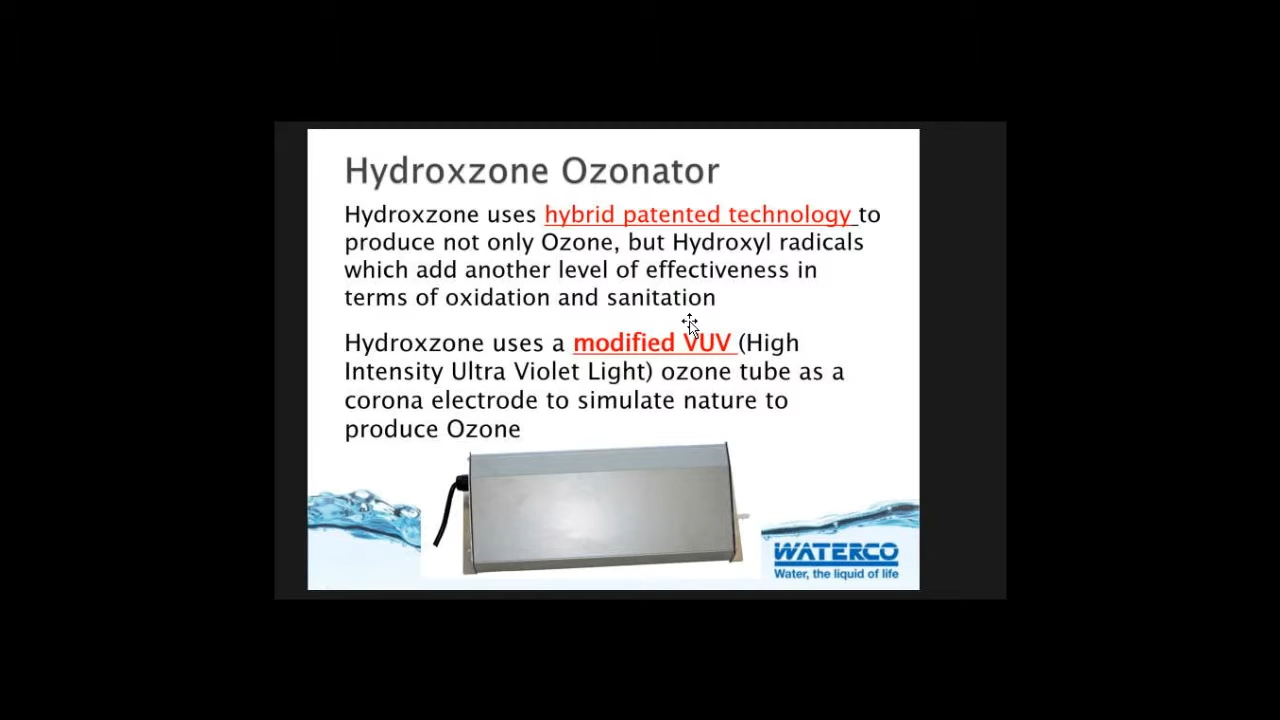 Hydroxzone Ozonator
Hydroxzone uses hybrid patented technology to
produce not only Ozone, but Hydroxyl radicals
which add another level of effectiveness in
terms of oxidation and sanitation
Hydroxzone uses a modified VUV (High
Intensity Ultra Violet Light) ozone tube as a
corona electrode to simulate nature to
produce Ozone
WATERCO
Water, the liquid of life